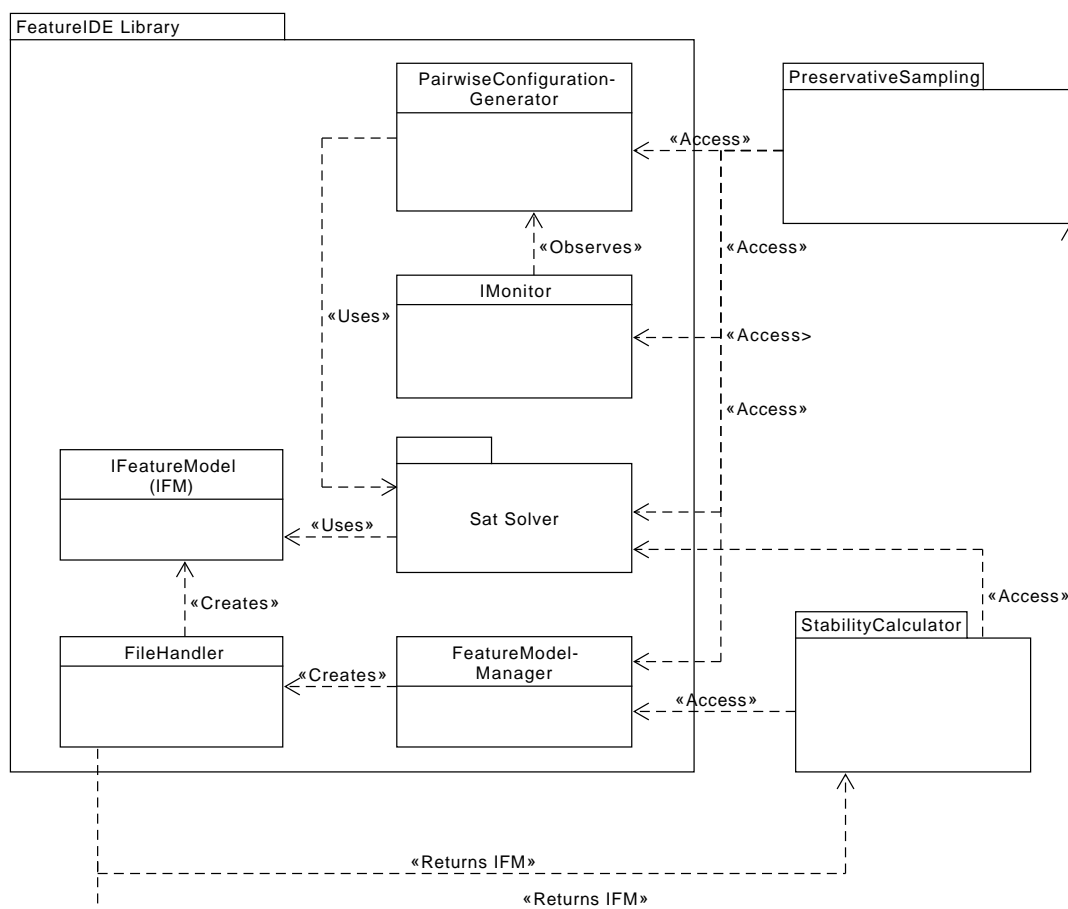 FeatureIDE Library
PairwiseConfiguration-
Generator
PreservativeSampling
«Access»
«Observes»
«Access»
IMonitor
«Uses»
«Access>
«Access»
IFeatureModel
(IFM)
Sat Solver
«Uses»
«Creates»
«Access»
StabilityCalculator
FileHandler
FeatureModel-
Manager
«Creates»
«Access»
«Returns IFM»
«Returns IFM»